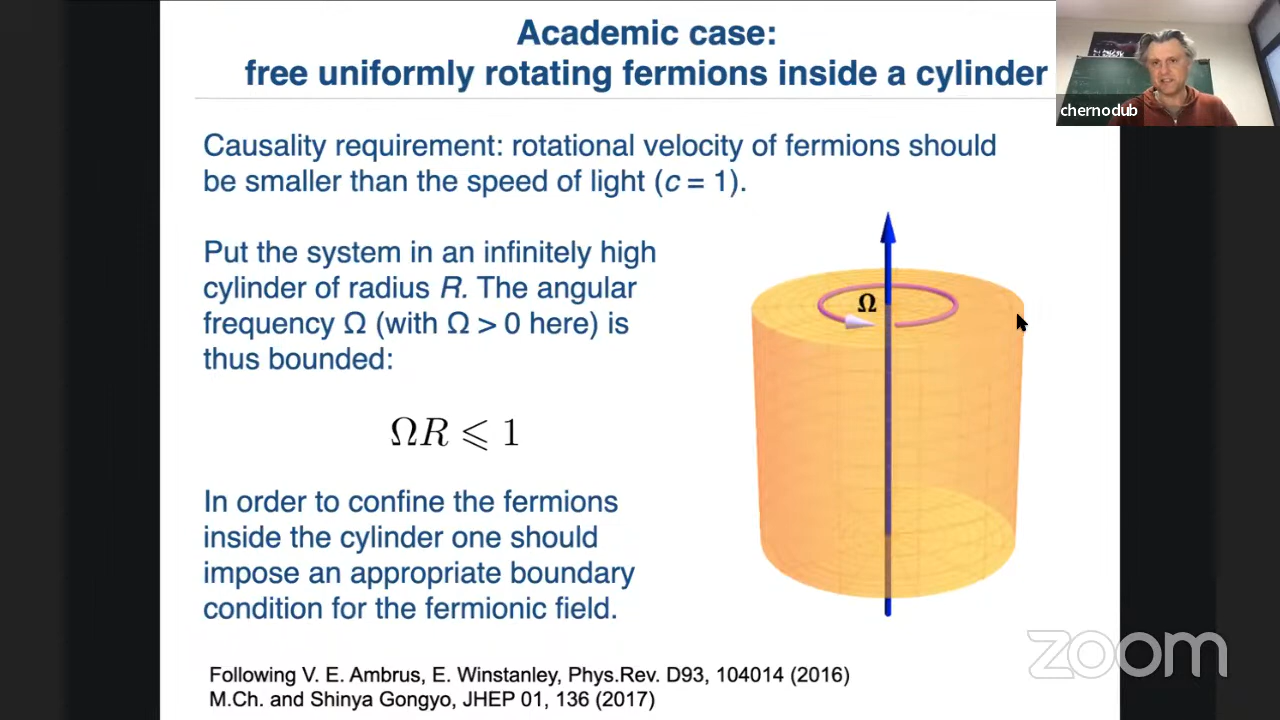 Academic case:
free uniformly rotating fermions inside a cylinder
chernodub
Causality requirement: rotational velocity of fermions should
be smaller than the speed of light (c = 1).
Put the system in an infinitely high
cylinder of radius R. The angular
frequency Ω (with Ω > 0 here) is
thus bounded:
ΩR ⩽ 1
Ω
In order to confine the fermions
inside the cylinder one should
impose an appropriate boundary
condition for the fermionic field.
Following V. E. Ambrus, E. Winstanley, Phys.Rev. D93, 104014 (2016)
M.Ch. and Shinya Gongyo, JHEP 01, 136 (2017)
zoom